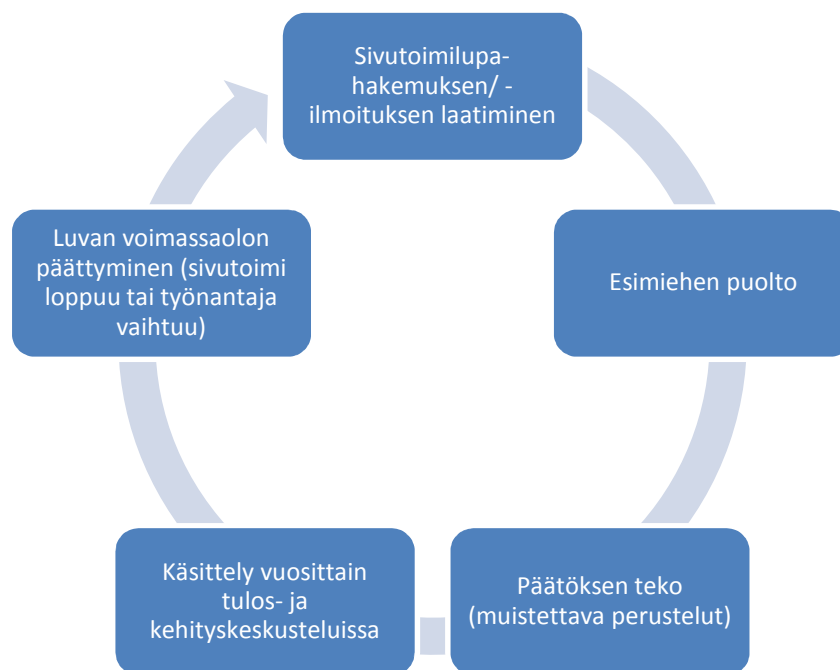 Sivutoimilupa-
hakemuksen/ -
ilmoituksen laatiminen
Esimiehen puolto
Päätöksen teko
(muistettava perustelut)
Käsittely vuosittain
tulos- ja
kehityskeskusteluissa
Luvan voimassaolon
päättyminen (sivutoimi
loppuu tai työnantaja
vaihtuu)